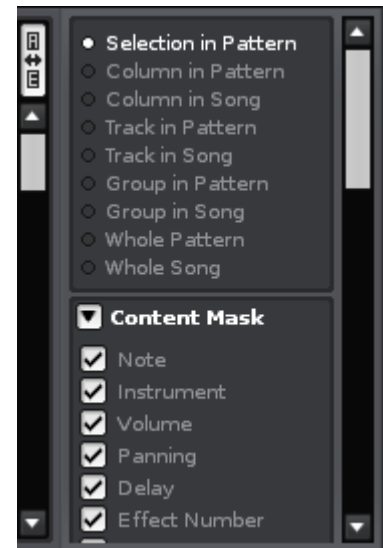 Selection in Pattern
Column in Pattern
Column in Song
Track in Pattern
Track in Song
Group in Pattern
Group in Song
Whole Pattern
Whole Song
Content Mask
Note
Instrument
Volume
Panning
Delay
Effect Number